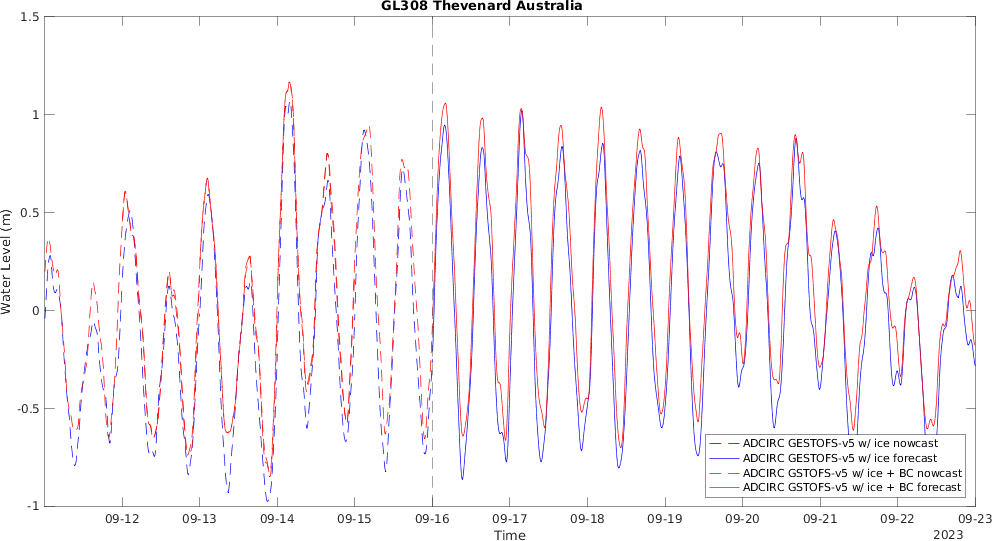 GL308 Thevenard Australia
1.5
1
0.5
0
-0.5
-1
Water Level (m)
ADCIRC GESTOFS-v5 w/ ice nowcast
ADCIRC GESTOFS-v5 w/ ice forecast
ADCIRC GSTOFS-v5 w/ ice + BC nowcast
ADCIRC GSTOFS-v5 w/ ice + BC forecast
09-12 09-13 09-14 09-15 09-16 09-17 09-18 09-19 09-20 09-21 09-22 09-23
Time
2023